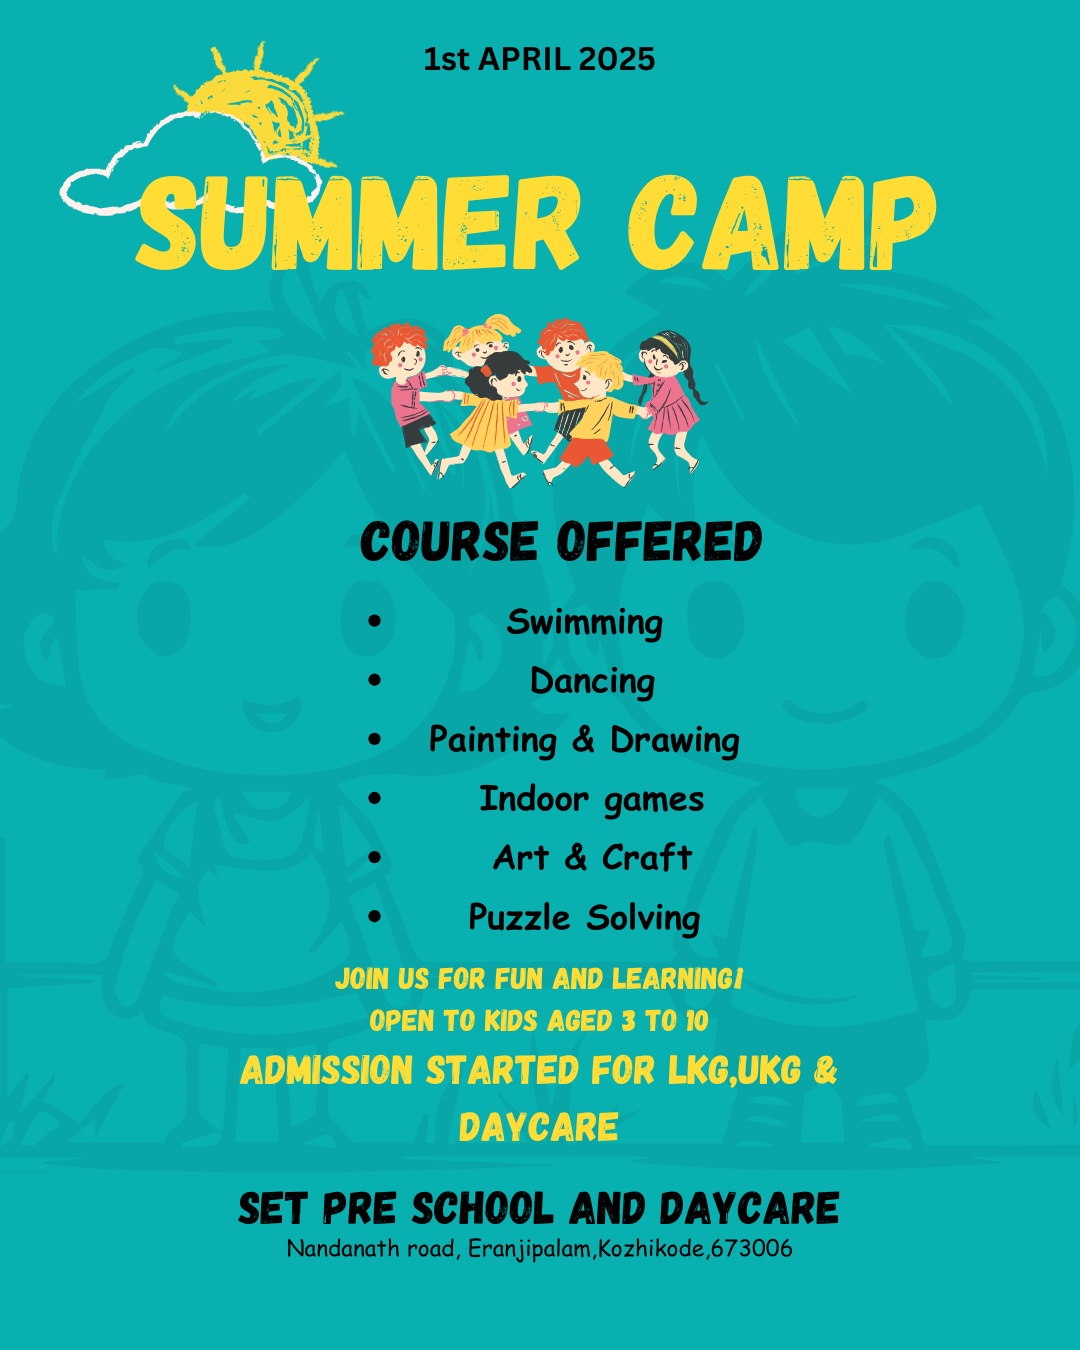 1st APRIL 2025
SUMMER CAMP
COURSE OFFERED
• Swimming
• Dancing
• Painting & Drawing
• Indoor games
• Art & Craft
• Puzzle Solving
JOIN US FOR FUN AND LEARNING!
OPEN TO KIDS AGED 3 TO 10
ADMISSION STARTED FOR LKG,UKG &
DAYCARE
SET PRE SCHOOL AND DAYCARE
Nandanath road, Eranjipalam,Kozhikode,673006